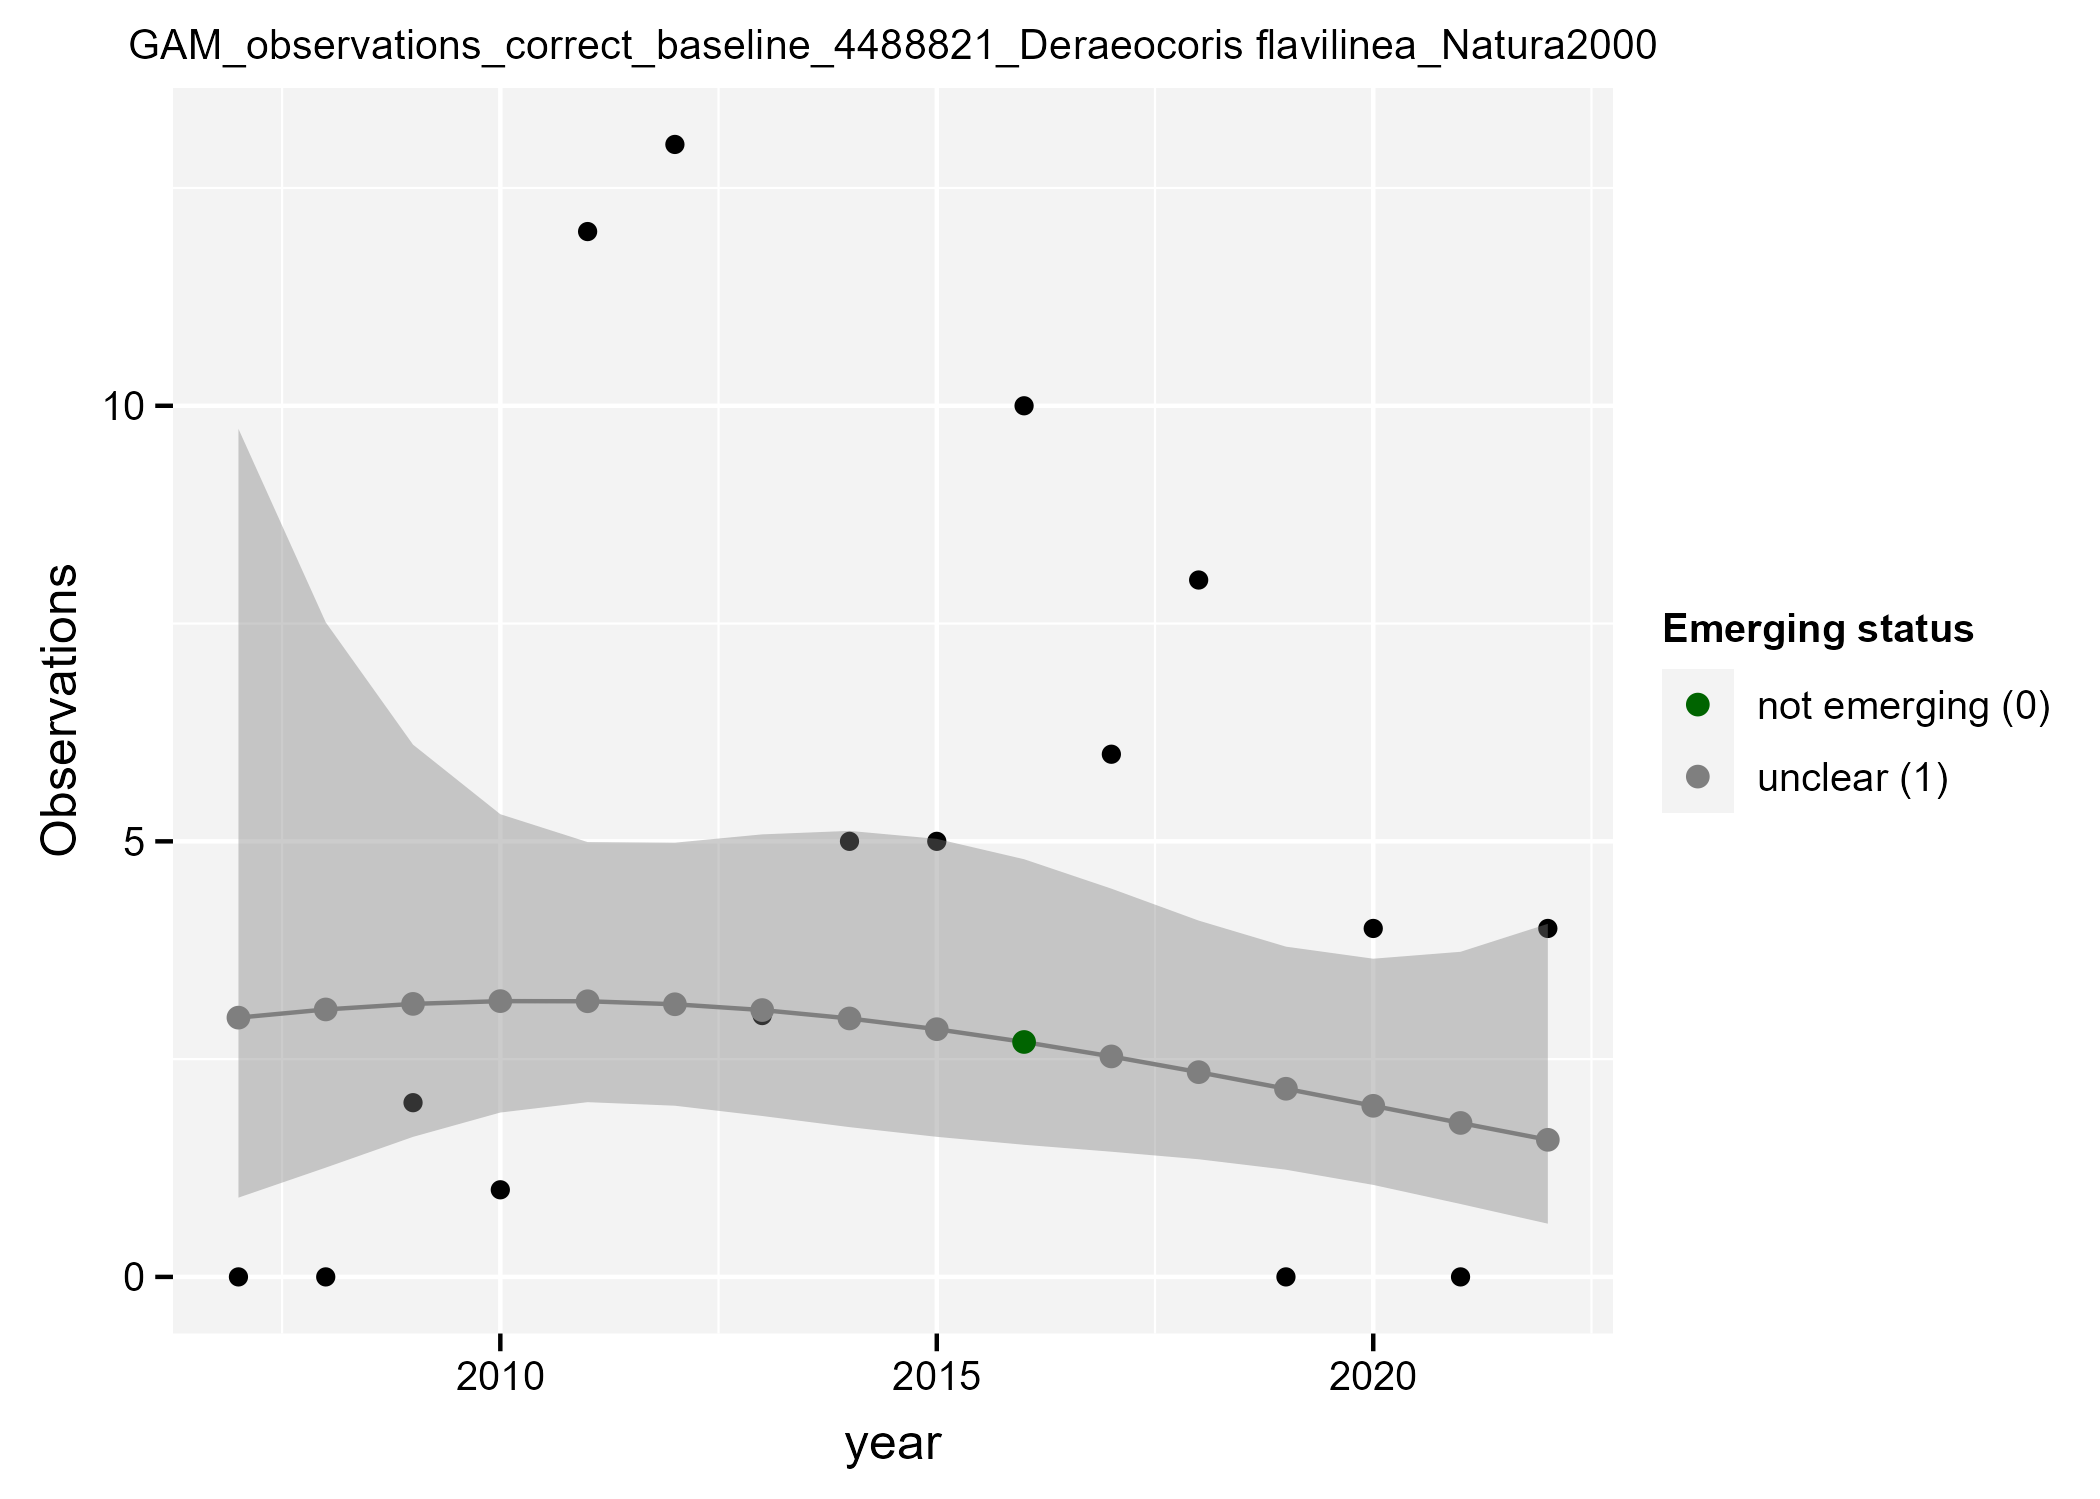 GAM_observations_correct_baseline_4488821_Deraeocoris flavilinea_Natura2000
Observations
10
5
0
2010
2015
2020
year
Emerging status
not emerging (0)
unclear (1)